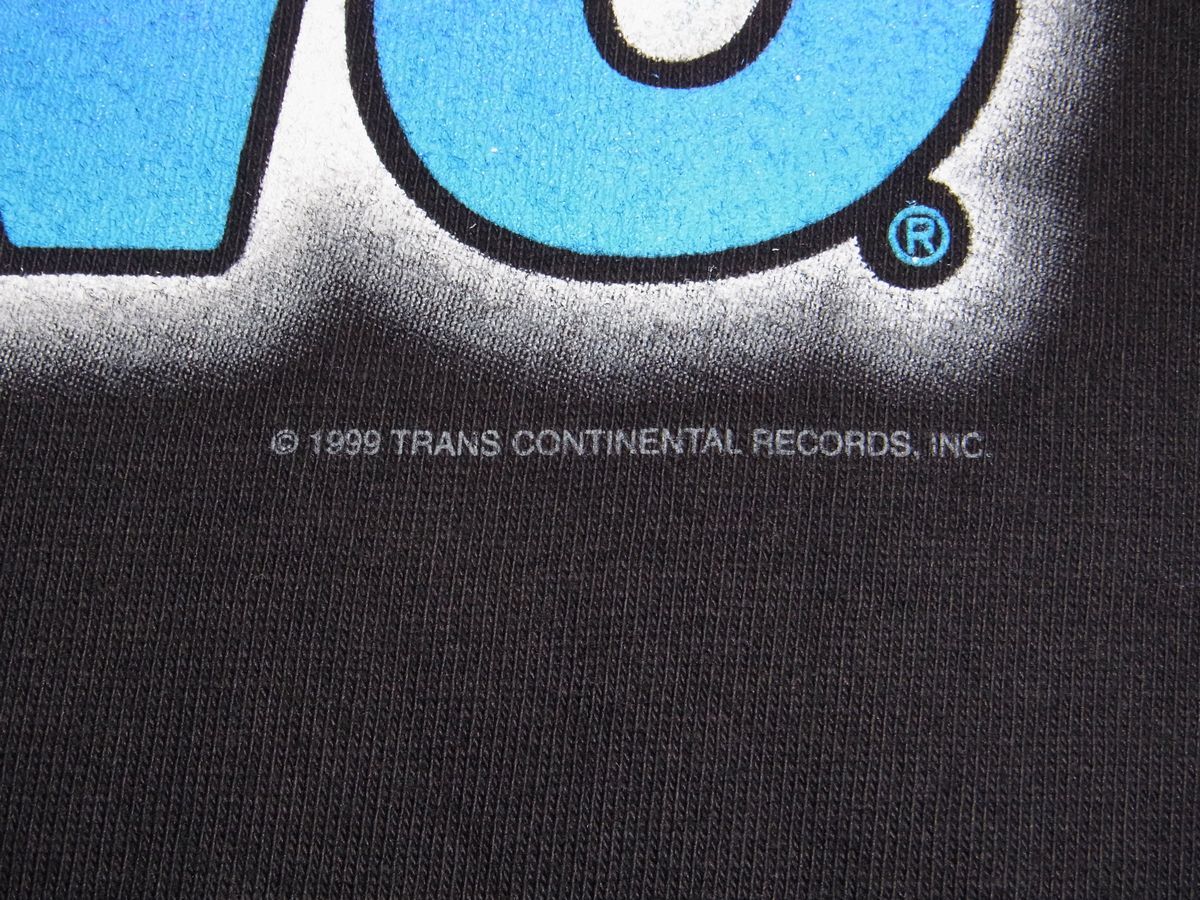 ®
© 1999 TRANS CONTINENTAL RECORDS, INC.